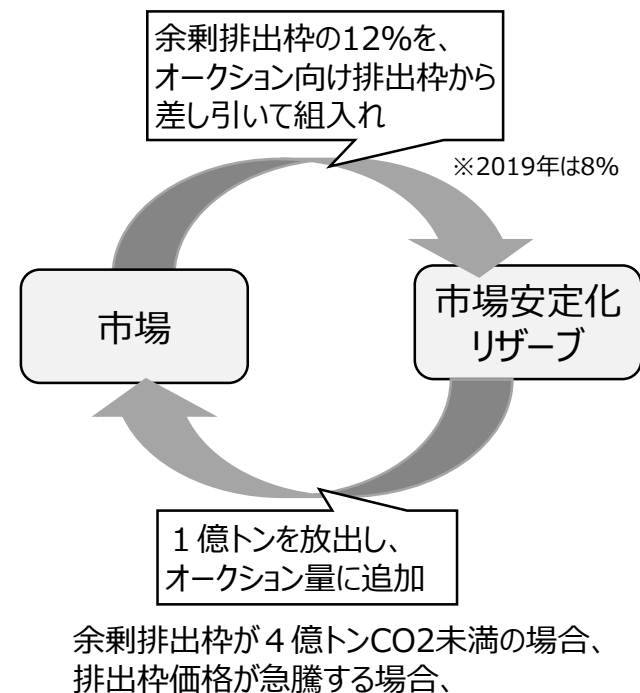 余剰排出枠の12%を、
オークション向け排出枠から
差し引いて組入れ
※2019年は8%
市場
市場安定化
リザーブ
１億トンを放出し、
オークション量に追加
余剰排出枠が４億トンCO2未満の場合、
排出枠価格が急騰する場合、